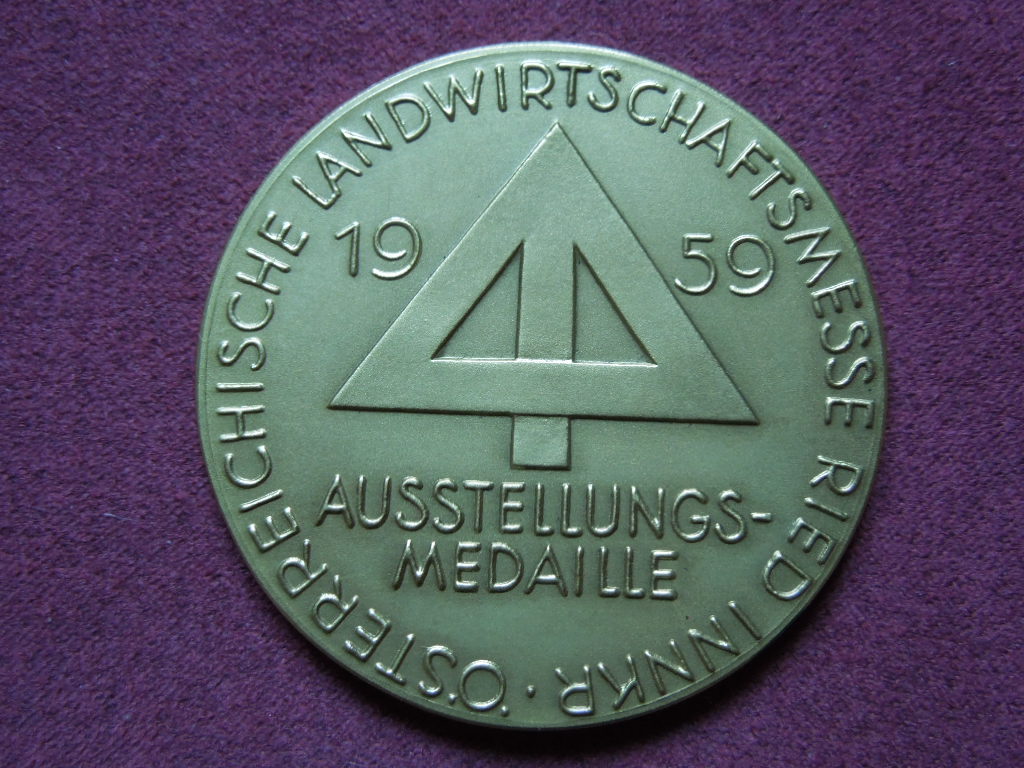 ÖSTERREICHISCHE LANDWIRTSCHAFTSMESSE RIED INNKR ·
19 59
AUSSTELLUNGS-
MEDAILLE